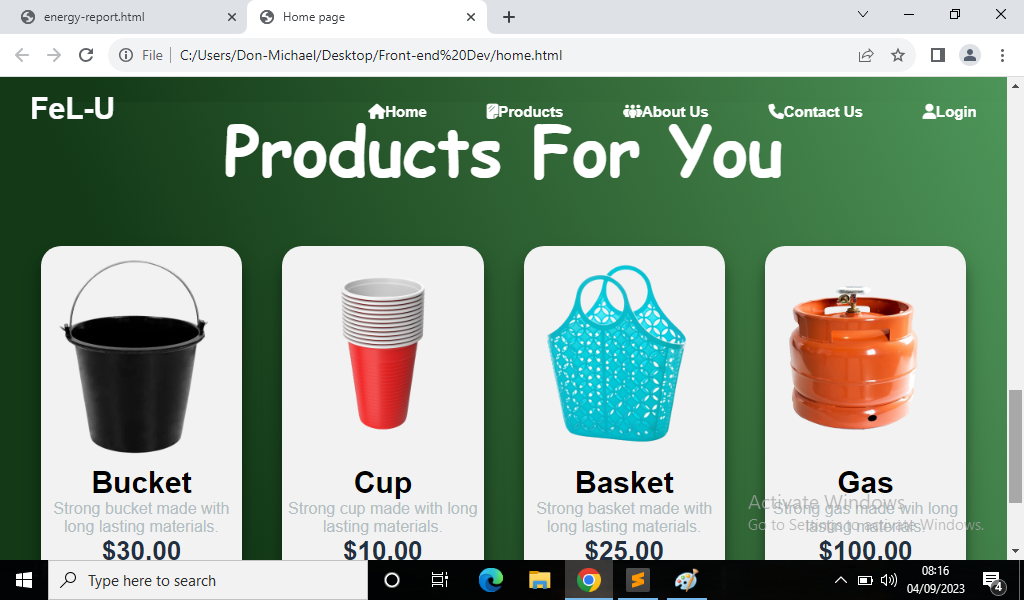 energy-report.html
Home page
File
C:/Users/Don-Michael/Desktop/Front-end%20Dev/home.html
FeL-U
Home
Products
About Us
Contact Us
Login
Products For You
Bucket
Strong bucket made with
long lasting materials.
$30.00
Cup
Strong cup made with long
lasting materials.
$10.00
Basket
Strong basket made with
long lasting materials.
$25.00
Gas
Strong gas made wih long
lasting materials.
$100.00
Activate Windows
Go to Settings to activate Windows.
Type here to search
08:16
04/09/2023
4